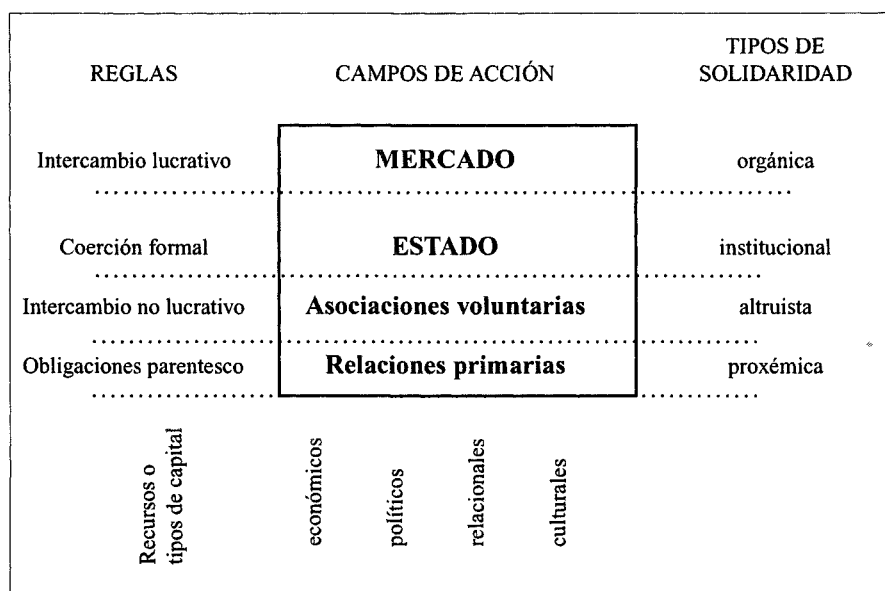 REGLAS CAMPOS DE ACCIÓN TIPOS DE SOLIDARIDAD
Intercambio lucrativo MERCADO orgánica
Coerción formal ESTADO institucional
Intercambio no lucrativo Asociaciones voluntarias altruista
Obligaciones parentesco Relaciones primarias proxémica
Recursos o
tipos de capital
económicos
políticos
relacionales
culturales